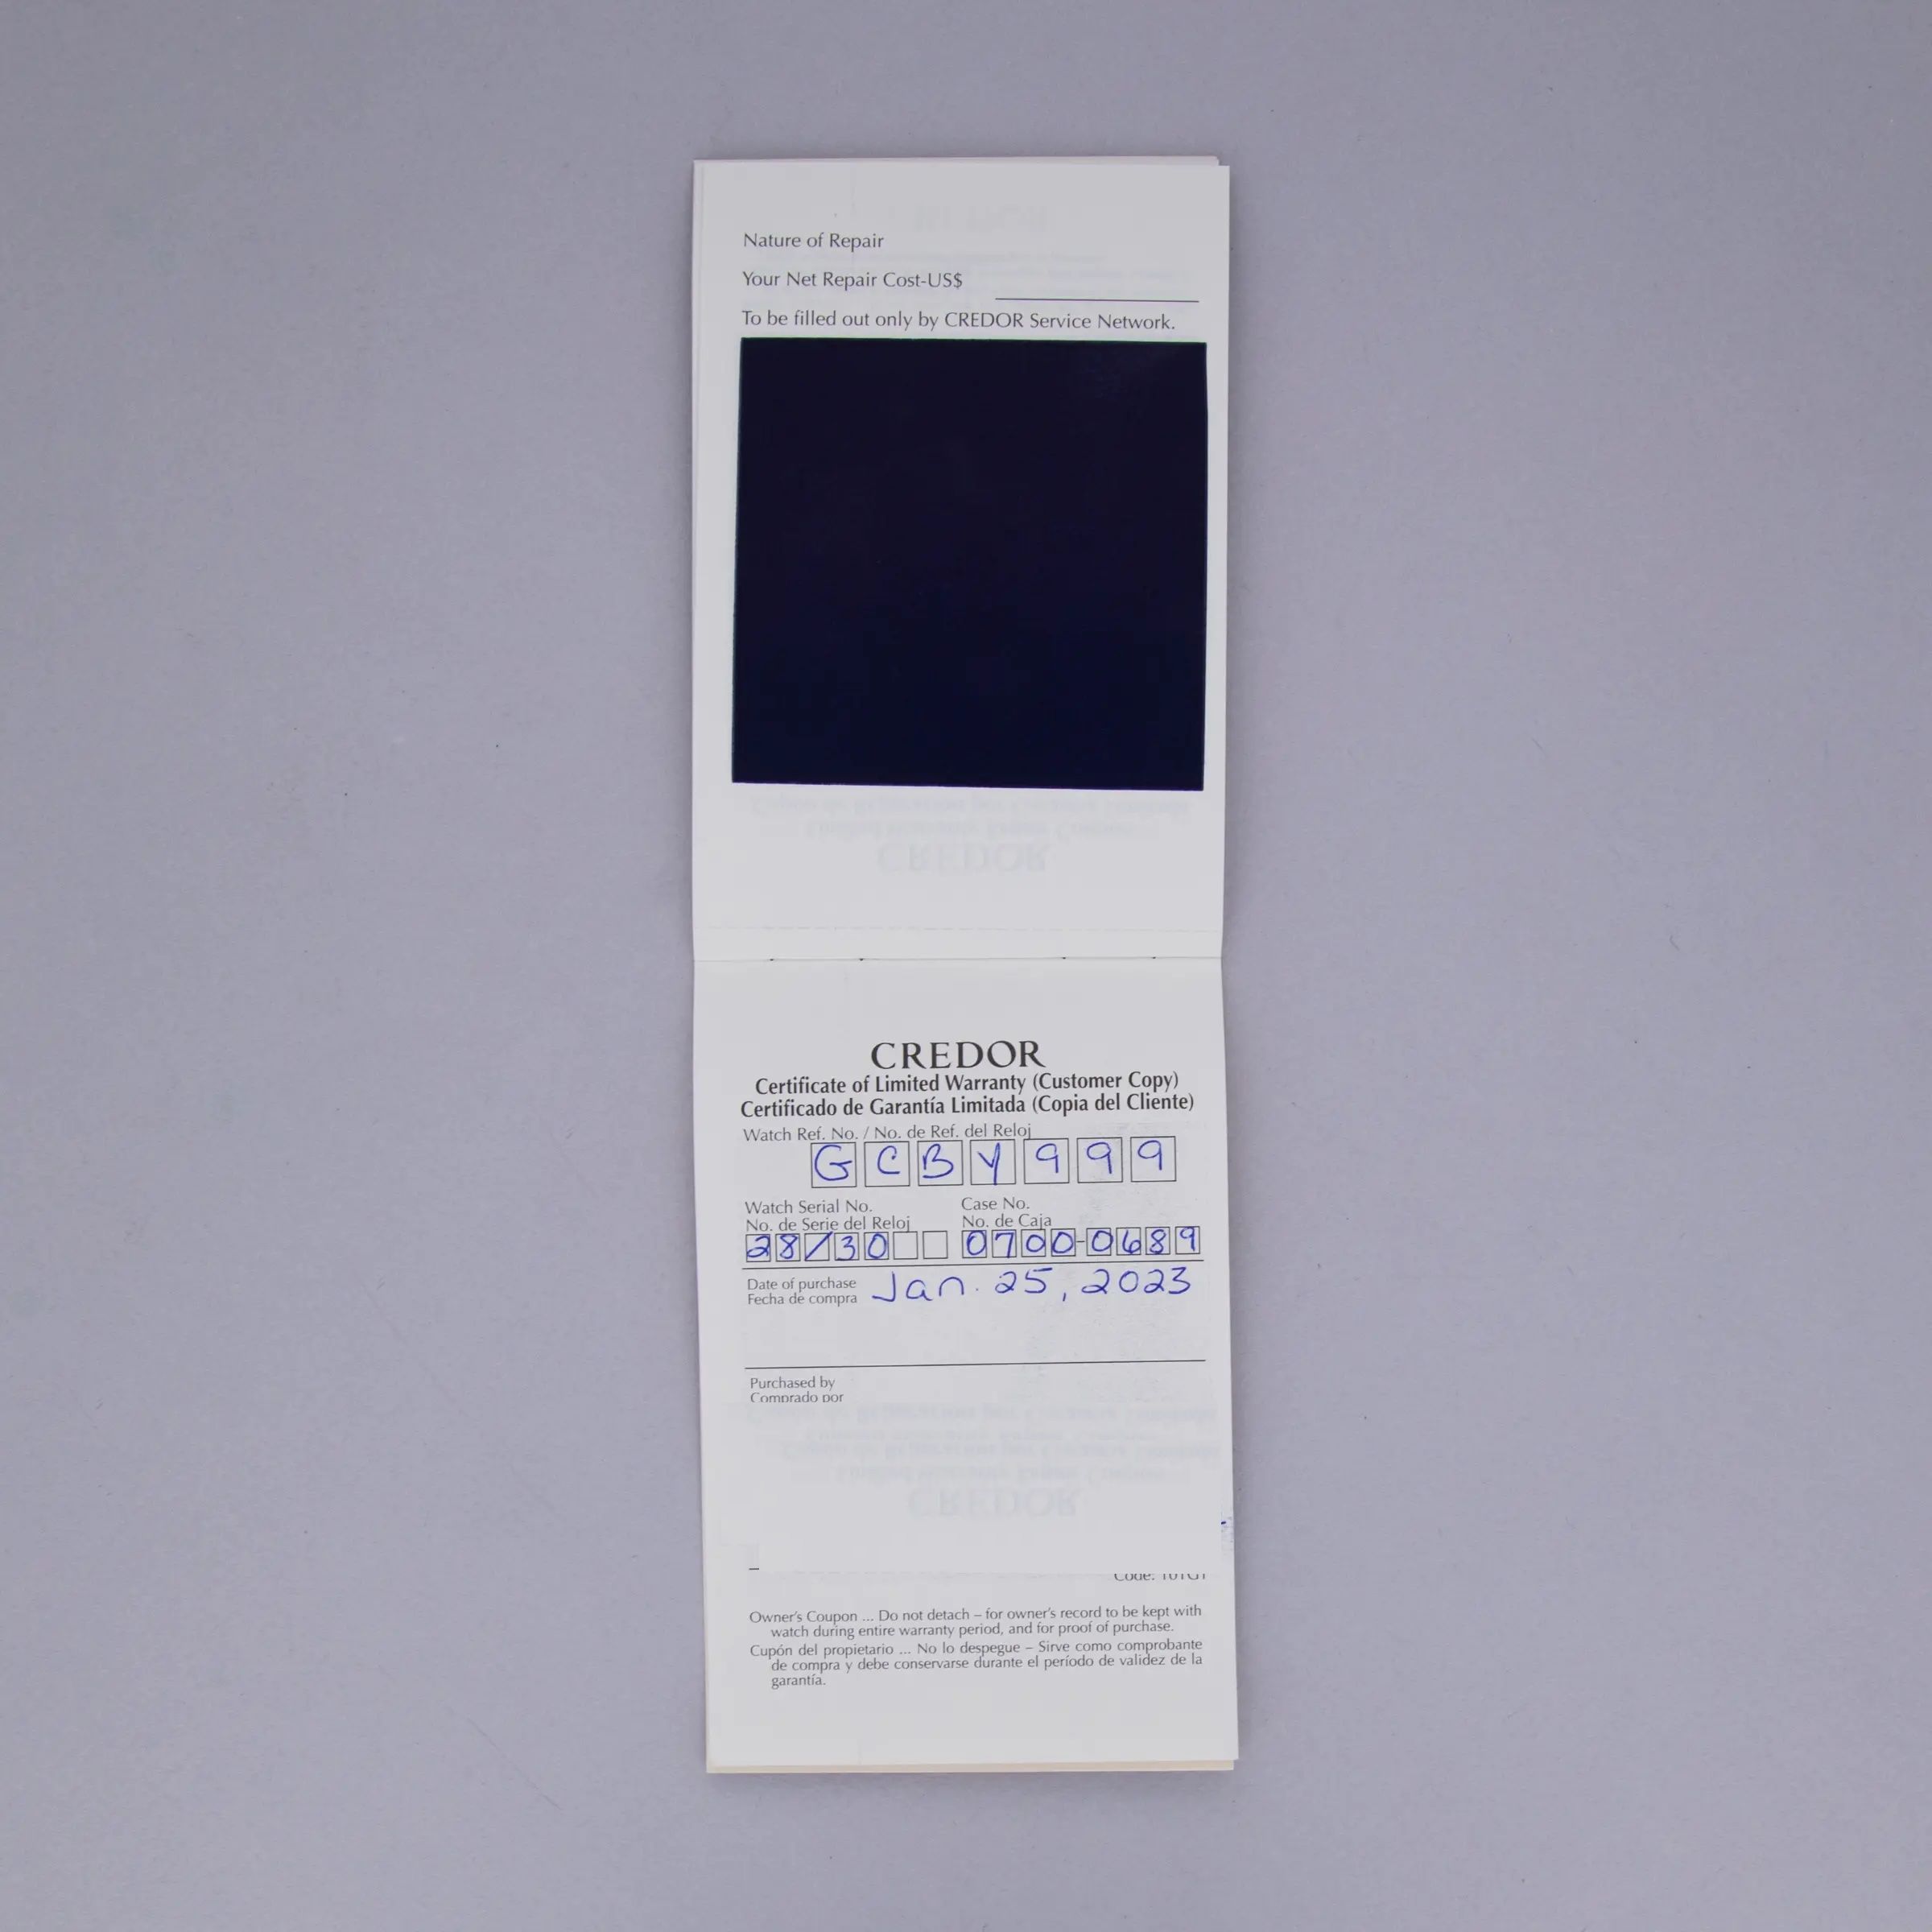 Nature of Repair
Your Net Repair Cost-US$
To be filled out only by CREDOR Service Network.
CREDOR
Certificate of Limited Warranty (Customer Copy)
Certificado de Garantía Limitada (Copia del Cliente)
Watch Ref. No. / No. de Ref. del Reloj
GCBY999
Watch Serial No. Case No.
No. de Serie del Reloj No. de Caja
28/30 0700-0689
Date of purchase Jan. 25, 2023
Fecha de compra
Purchased by
Comprado por
Code:
Owner's Coupon ... Do not detach – for owner's record to be kept with
watch during entire warranty period, and for proof of purchase.
Cupón del propietario ... No lo despegue – Sirve como comprobante
de compra y debe conservarse durante el período de validez de la
garantía.